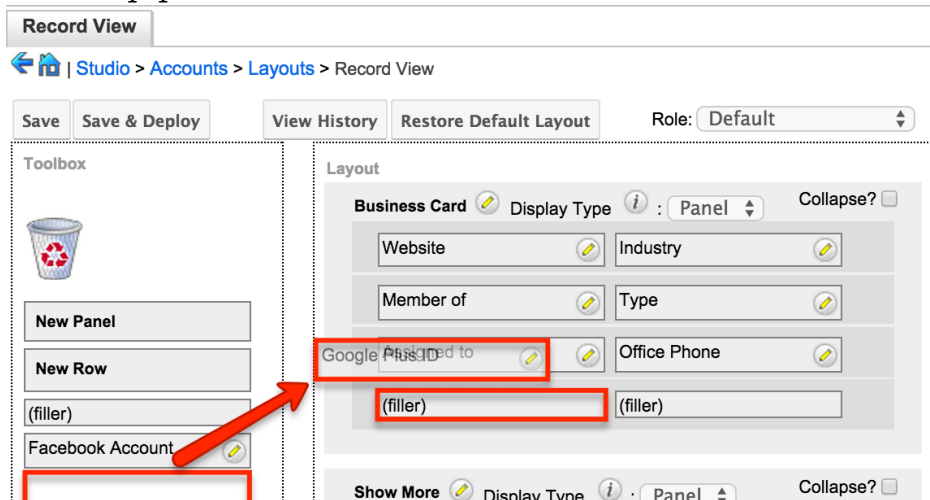 Record View
| Studio > Accounts > Layouts > Record View
Save Save & Deploy View History Restore Default Layout Role: Default
Toolbox
Layout
Business Card Display Type i : Panel Collapse?
Website Industry
Member of Type
New Panel
Google Plus ID Assigned to Office Phone
New Row
(filler) (filler)
(filler)
Facebook Account
Show More Display Type i : Panel Collapse?